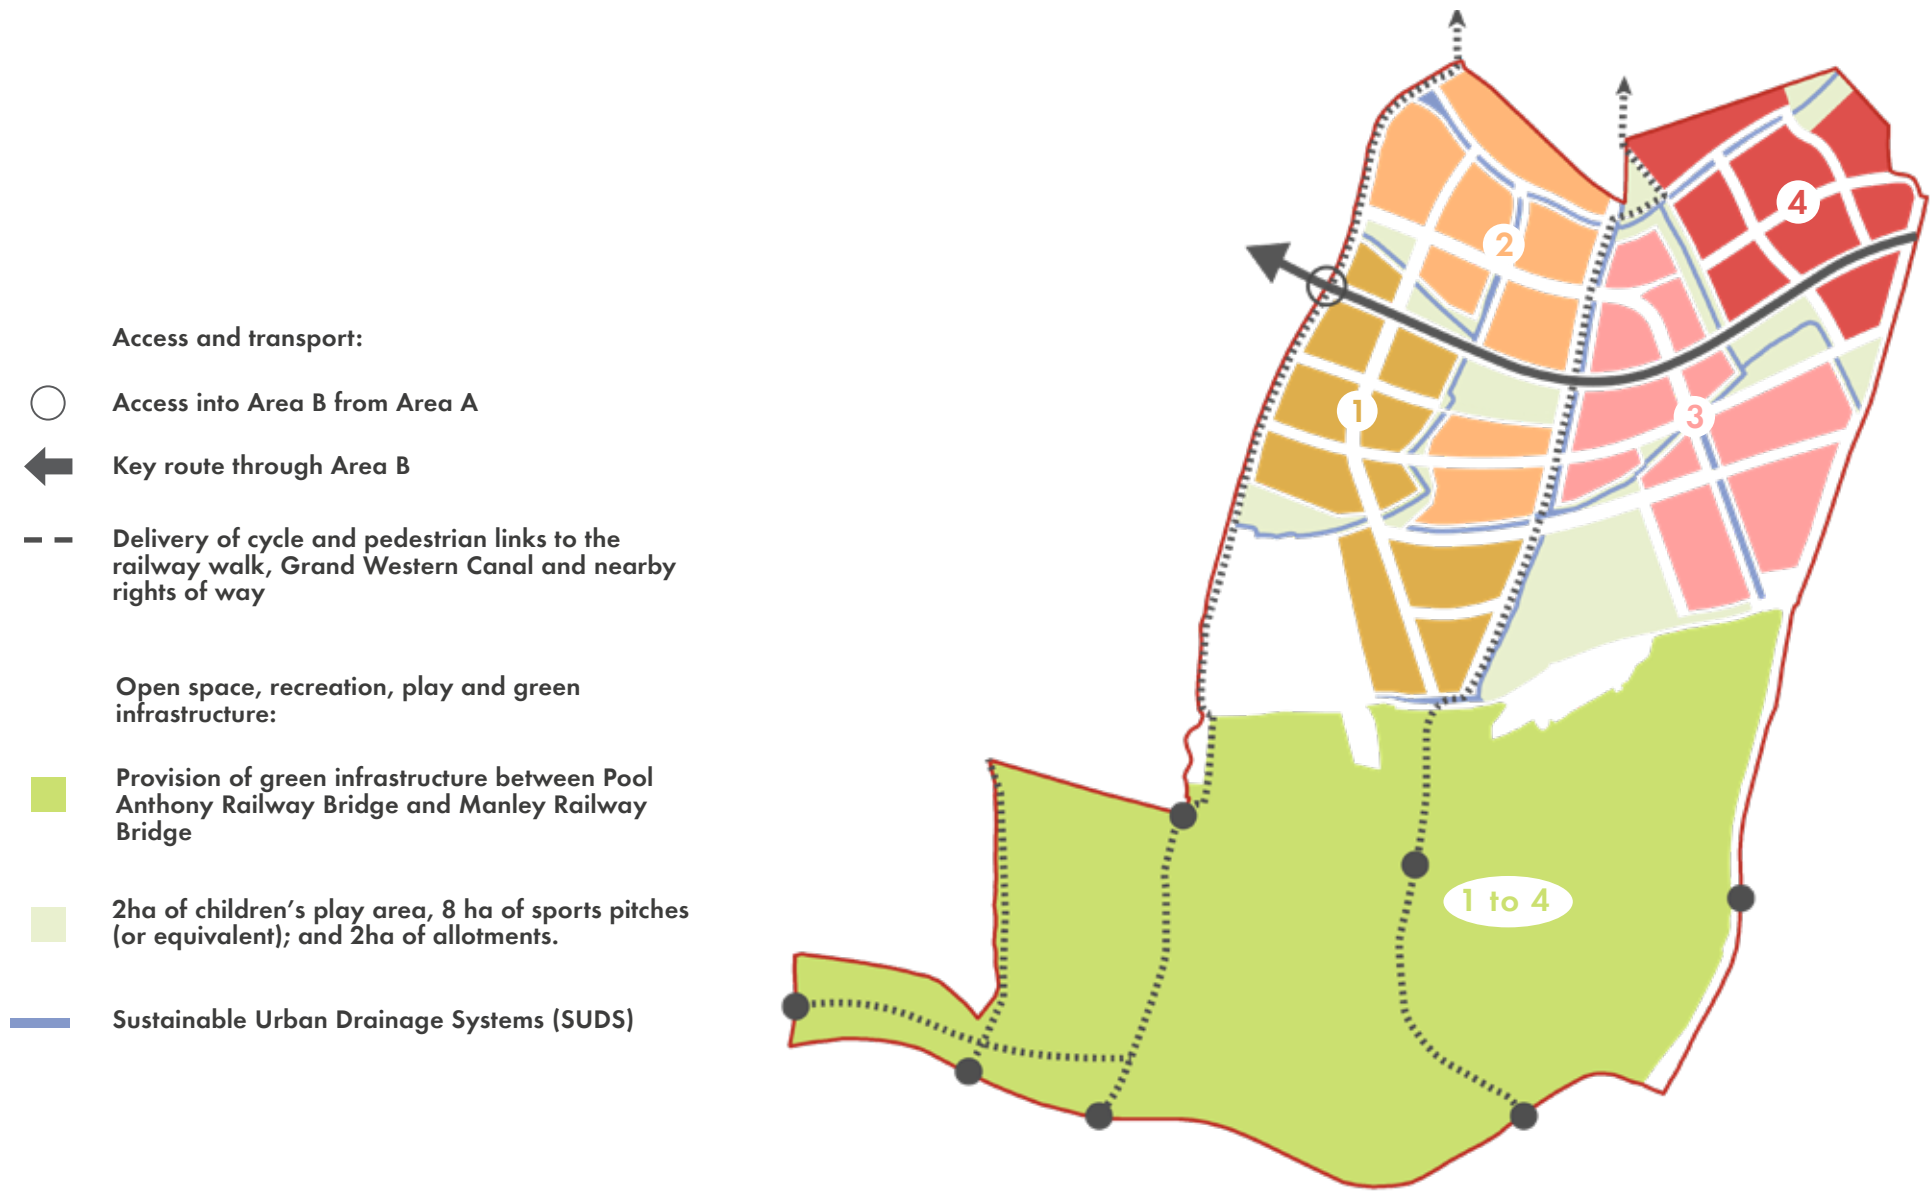 Access and transport:
Access into Area B from Area A
Key route through Area B
Delivery of cycle and pedestrian links to the
railway walk, Grand Western Canal and nearby
rights of way
Open space, recreation, play and green
infrastructure:
Provision of green infrastructure between Pool
Anthony Railway Bridge and Manley Railway
Bridge
2ha of children’s play area, 8 ha of sports pitches
(or equivalent); and 2ha of allotments.
Sustainable Urban Drainage Systems (SUDS)
4
2
1
3
1 to 4